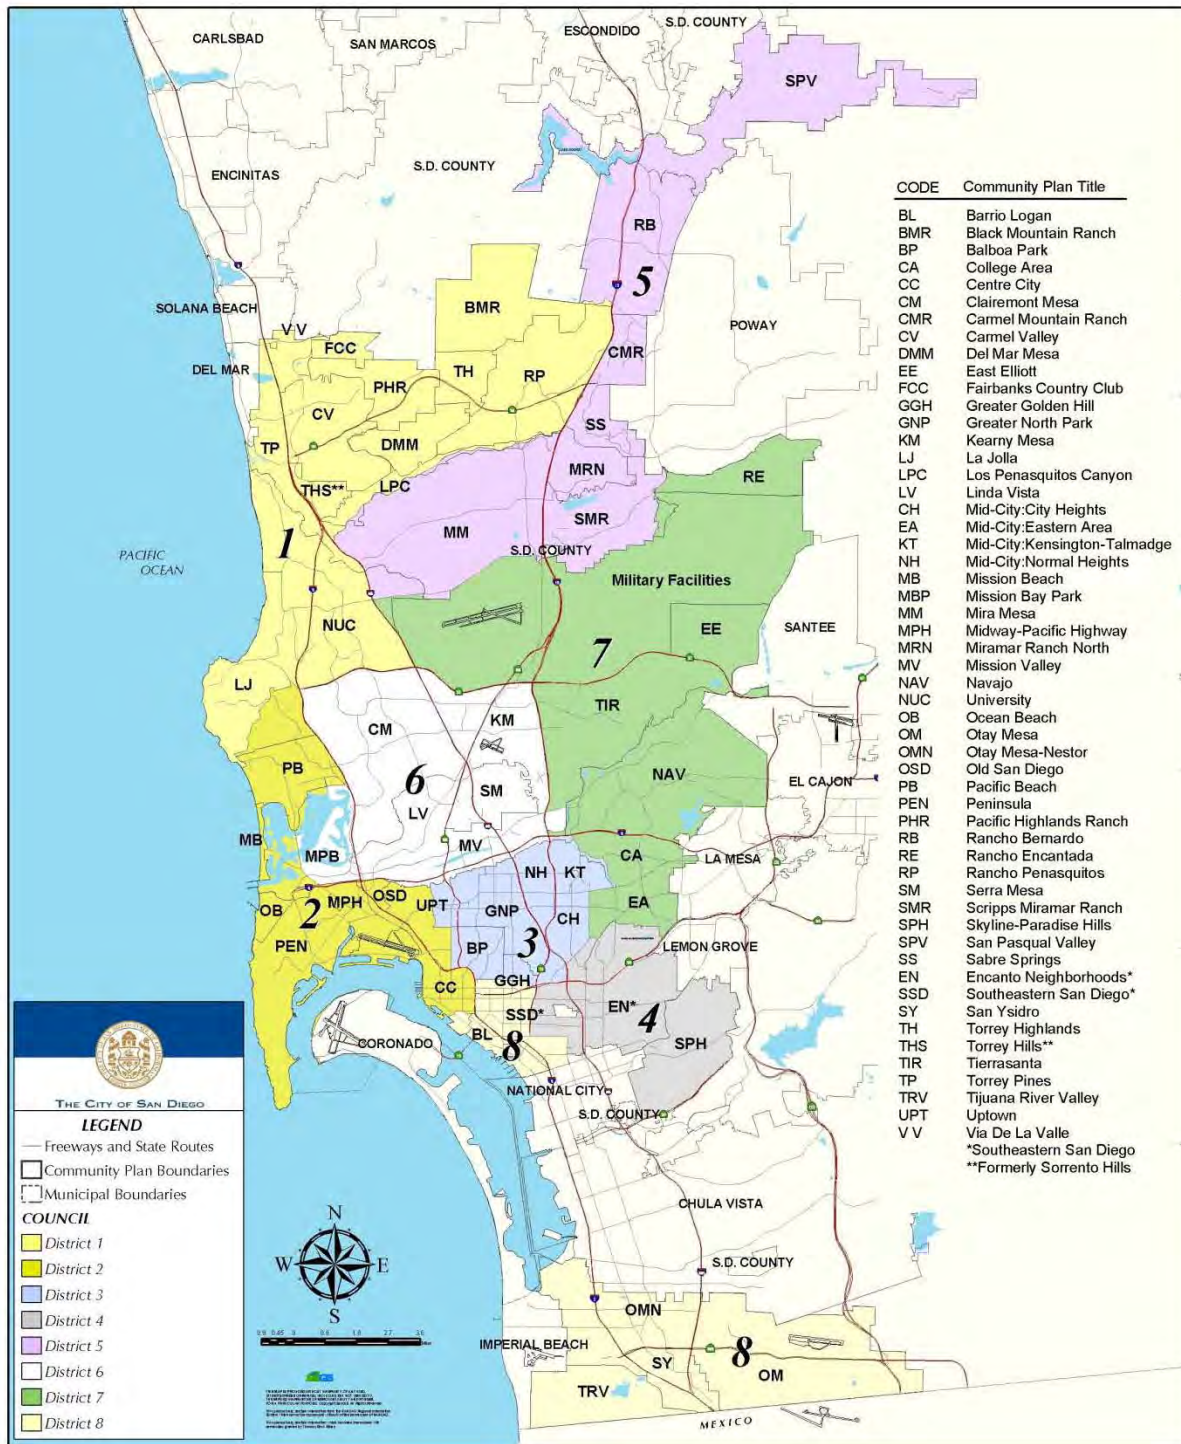 CARLSBAD
SAN MARCOS
ESCONDIDO
S.D. COUNTY
SPV
ENCINITAS
S.D. COUNTY
RB
5
SOLANA BEACH
BMR
POWAY
V V
FCC
DEL MAR
PHR
TH
RP
CMR
CV
SS
TP
DMM
MRN
RE
THS**
LPC
SMR
MM
1
S.D. COUNTY
PACIFIC
OCEAN
Military Facilities
NUC
EE
SANTEE
7
LJ
TIR
CM
KM
PB
6
SM
NAV
EL CAJON
LV
MB
MV
MPB
CA
LA MESA
NH
KT
OSD
MPH
UPT
OB
2
GNP
CH
EA
PEN
BP
3
LEMON GROVE
CC
GGH
EN*
4
SSD*
BL
8
CORONADO
SPH
NATIONAL CITY
S.D. COUNTY
CHULA VISTA
S.D. COUNTY
OMN
IMPERIAL BEACH
SY
8
OM
TRV
MEXICO
CODE Community Plan Title
BL Barrio Logan
BMR Black Mountain Ranch
BP Balboa Park
CA College Area
CC Centre City
CM Clairemont Mesa
CMR Carmel Mountain Ranch
CV Carmel Valley
DMM Del Mar Mesa
EE East Elliott
FCC Fairbanks Country Club
GGH Greater Golden Hill
GNP Greater North Park
KM Kearny Mesa
LJ La Jolla
LPC Los Penasquitos Canyon
LV Linda Vista
CH Mid-City:City Heights
EA Mid-City:Eastern Area
KT Mid-City:Kensington-Talmadge
NH Mid-City:Normal Heights
MB Mission Beach
MBP Mission Bay Park
MM Mira Mesa
MPH Midway-Pacific Highway
MRN Miramar Ranch North
MV Mission Valley
NAV Navajo
NUC University
OB Ocean Beach
OM Otay Mesa
OMN Otay Mesa-Nestor
OSD Old San Diego
PB Pacific Beach
PEN Peninsula
PHR Pacific Highlands Ranch
RB Rancho Bernardo
RE Rancho Encantada
RP Rancho Penasquitos
SM Serra Mesa
SMR Scripps Miramar Ranch
SPH Skyline-Paradise Hills
SPV San Pasqual Valley
SS Sabre Springs
EN Encanto Neighborhoods*
SSD Southeastern San Diego*
SY San Ysidro
TH Torrey Highlands
THS Torrey Hills**
TIR Tierrasanta
TP Torrey Pines
TRV Tijuana River Valley
UPT Uptown
V V Via De La Valle
*Southeastern San Diego
**Formerly Sorrento Hills
THE CITY OF SAN DIEGO
LEGEND
Freeways and State Routes
Community Plan Boundaries
Municipal Boundaries
COUNCIL
District 1
District 2
District 3
District 4
District 5
District 6
District 7
District 8
N
W E
S